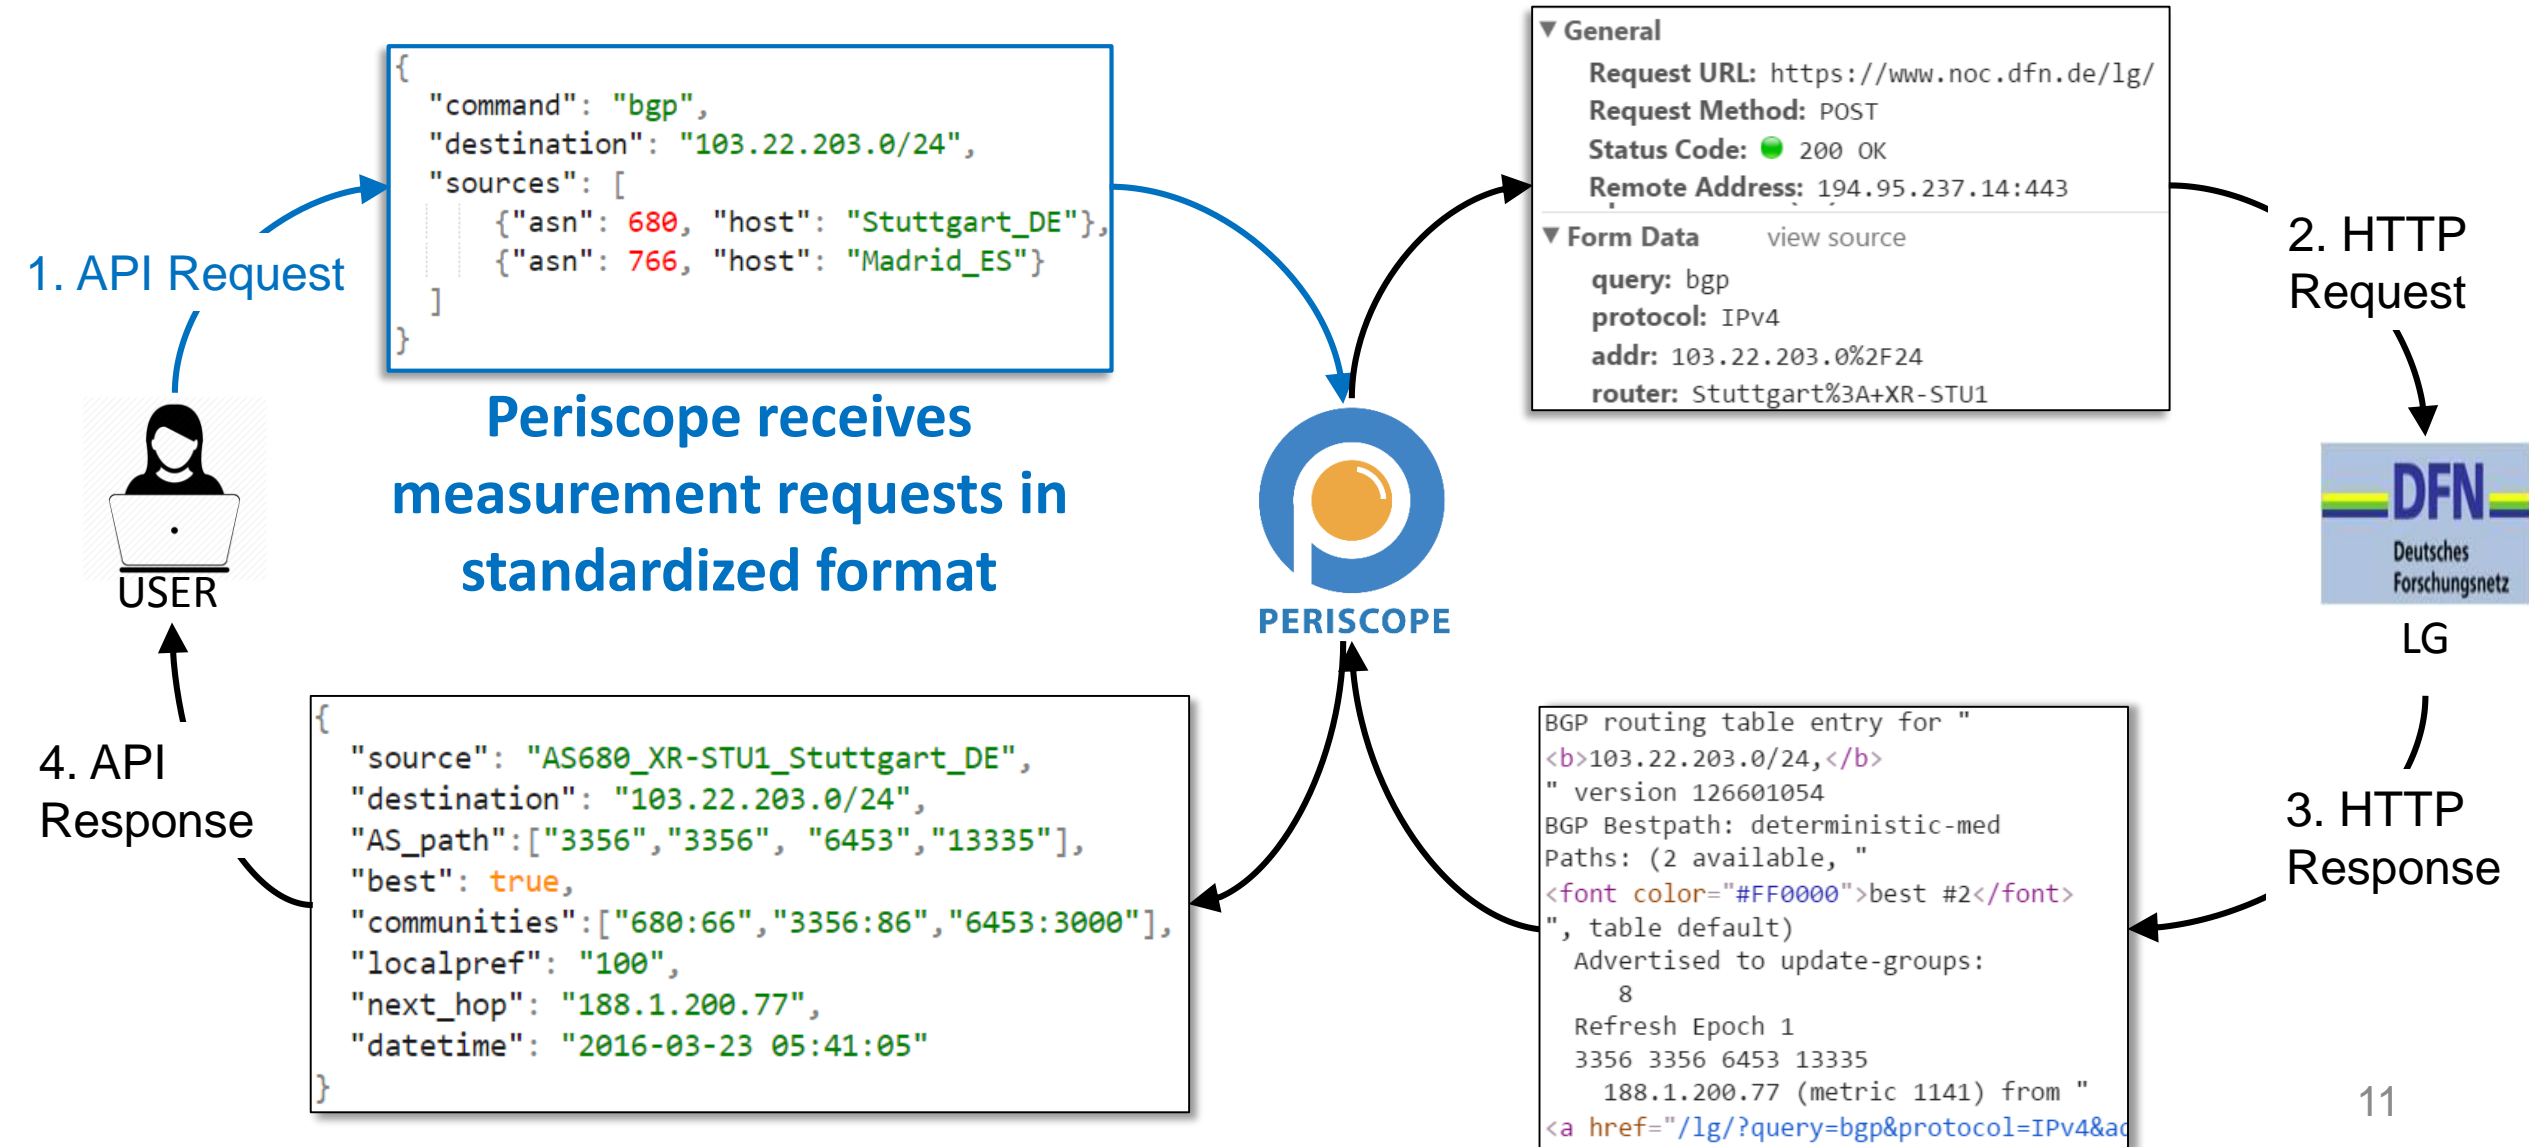 1. API Request
{
"command": "bgp",
"destination": "103.22.203.0/24",
"sources": [
{"asn": 680, "host": "Stuttgart_DE"},
{"asn": 766, "host": "Madrid_ES"}
]
}
Periscope receives
measurement requests in
standardized format
USER
PERISCOPE
▼ General
Request URL: https://www.noc.dfn.de/lg/
Request Method: POST
Status Code: 200 OK
Remote Address: 194.95.237.14:443
▼ Form Data view source
query: bgp
protocol: IPv4
addr: 103.22.203.0%2F24
router: Stuttgart%3A+XR-STU1
2. HTTP
Request
DFN
Deutsches
Forschungsnetz
LG
3. HTTP
Response
BGP routing table entry for "
<b>103.22.203.0/24,</b>
" version 126601054
BGP Bestpath: deterministic-med
Paths: (2 available, "
<font color="#FF0000">best #2</font>
", table default)
Advertised to update-groups:
8
Refresh Epoch 1
3356 3356 6453 13335
188.1.200.77 (metric 1141) from "
<a href="/lg/?query=bgp&protocol=IPv4&
4. API
Response
{
"source": "AS680_XR-STU1_Stuttgart_DE",
"destination": "103.22.203.0/24",
"AS_path":["3356","3356", "6453","13335"],
"best": true,
"communities":["680:66","3356:86","6453:3000"],
"localpref": "100",
"next_hop": "188.1.200.77",
"datetime": "2016-03-23 05:41:05"
}
11